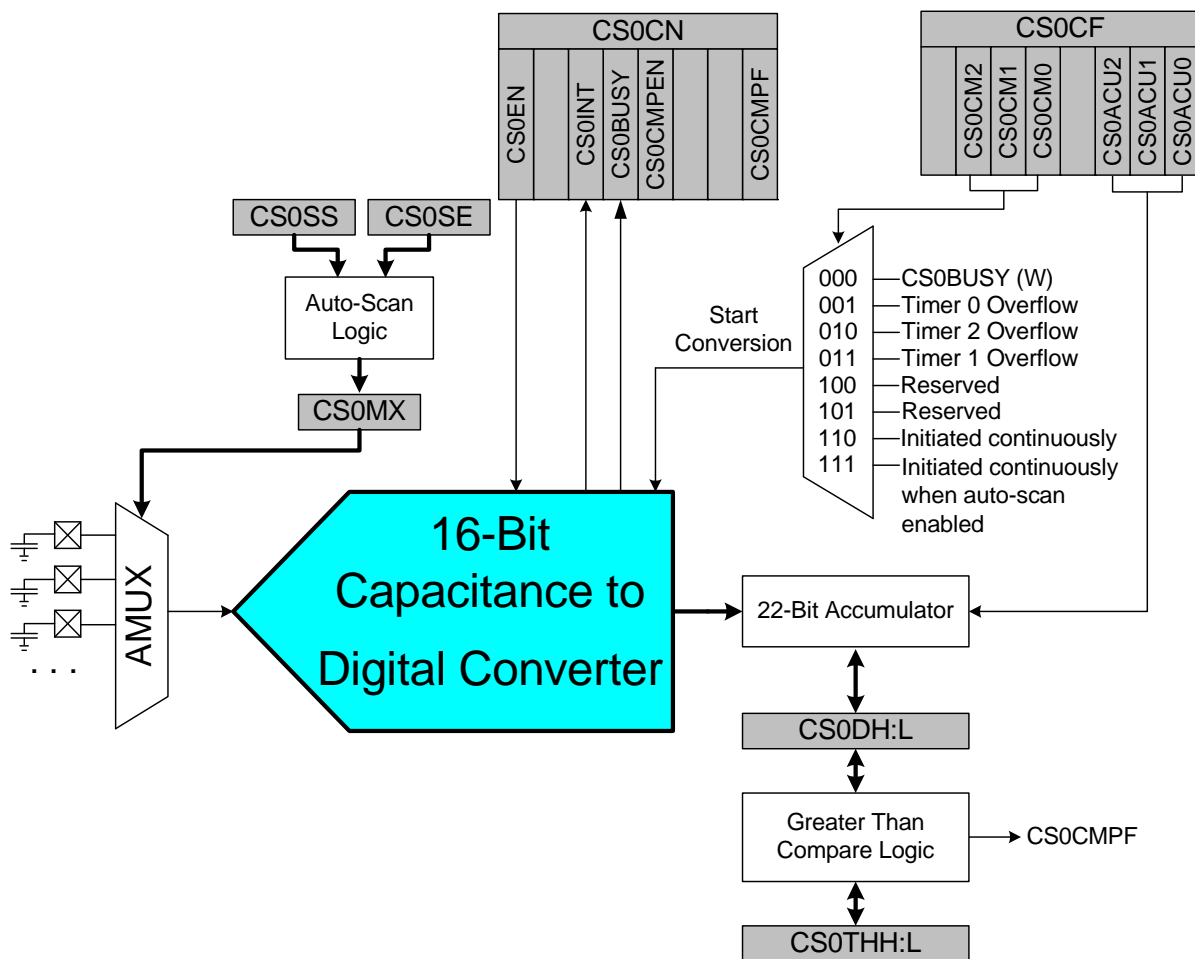 CS0CN
CS0EN
CS0INT
CS0BUSY
CS0CMPEN
CS0CMPF
CS0CF
CS0CM2
CS0CM1
CS0CM0
CS0ACU2
CS0ACU1
CS0ACU0
CS0SS
CS0SE
Auto-Scan
Logic
CS0MX
Start
Conversion
000 CS0BUSY (W)
001 Timer 0 Overflow
010 Timer 2 Overflow
011 Timer 1 Overflow
100 Reserved
101 Reserved
110 Initiated continuously
111 Initiated continuously
when auto-scan
enabled
AMUX
. . .
16-Bit
Capacitance to
Digital Converter
22-Bit Accumulator
CS0DH:L
Greater Than
Compare Logic
CS0CMPF
CS0THH:L